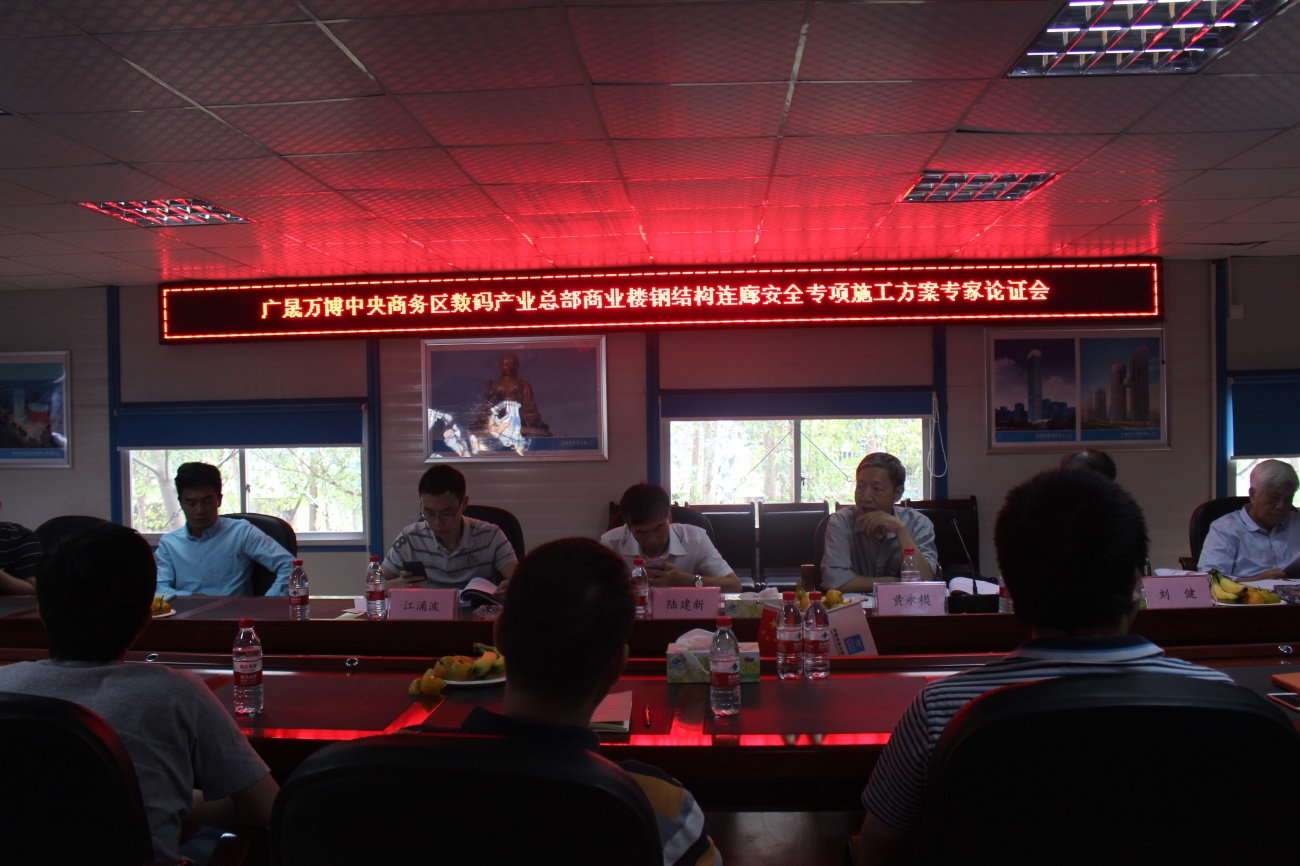 广晟万博中央商务区数码产业总部商业楼钢结构连廊安全专项施工方案专家论证会
江涌波
陆建新
黄永模
刘健